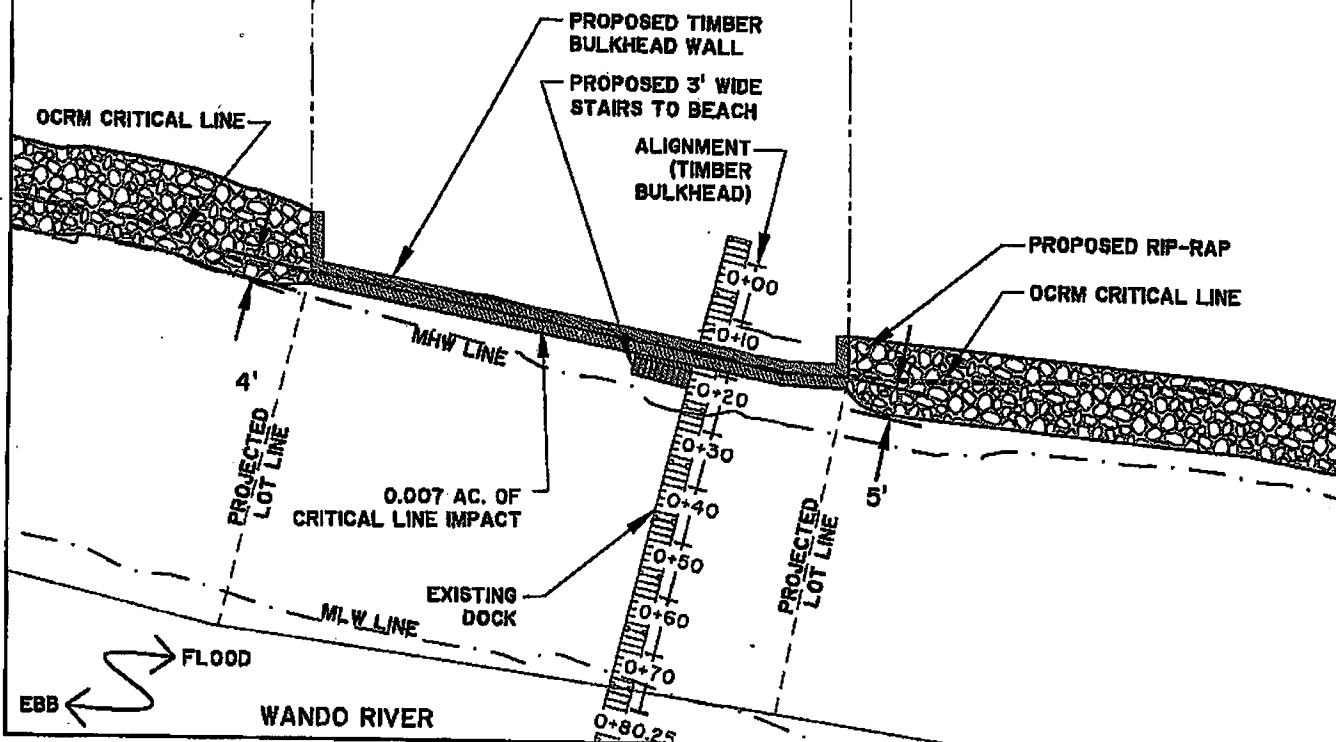 PROPOSED TIMBER
BULKHEAD WALL
PROPOSED 3' WIDE
STAIRS TO BEACH
OCRM CRITICAL LINE
ALIGNMENT
(TIMBER
BULKHEAD)
PROPOSED RIP-RAP
OCRM CRITICAL LINE
0+00
0+10
MHW LINE
4'
0+20
0+30
PROJECTED
LOT LINE
0.007 AC. OF
CRITICAL LINE IMPACT
0+40
5'
0+50
PROJECTED
LOT LINE
EXISTING
DOCK
0+60
MLW LINE
0+70
FLOOD
EBB
WANDO RIVER
0+80.25